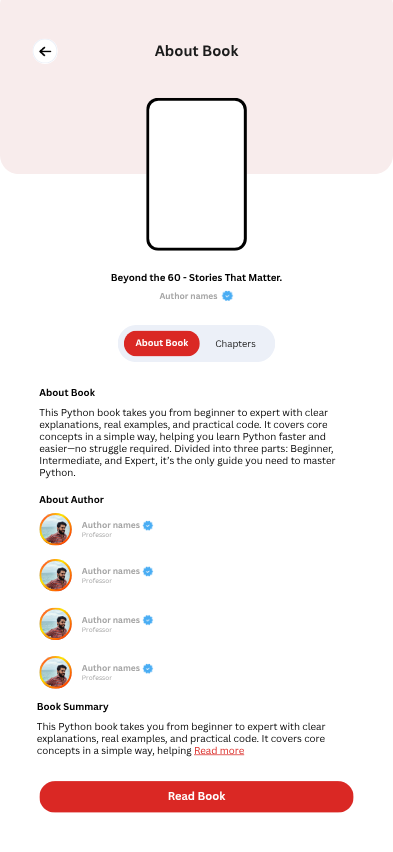 About Book
Beyond the 60 - Stories That Matter.
Author names
About Book
Chapters
About Book
This Python book takes you from beginner to expert with clear
explanations, real examples, and practical code. It covers core
concepts in a simple way, helping you learn Python faster and
easier—no struggle required. Divided into three parts: Beginner,
Intermediate, and Expert, it's the only guide you need to master
Python.
About Author
Author names
Professor
Author names
Professor
Author names
Professor
Author names
Professor
Book Summary
This Python book takes you from beginner to expert with clear
explanations, real examples, and practical code. It covers core
concepts in a simple way, helping Read more
Read Book